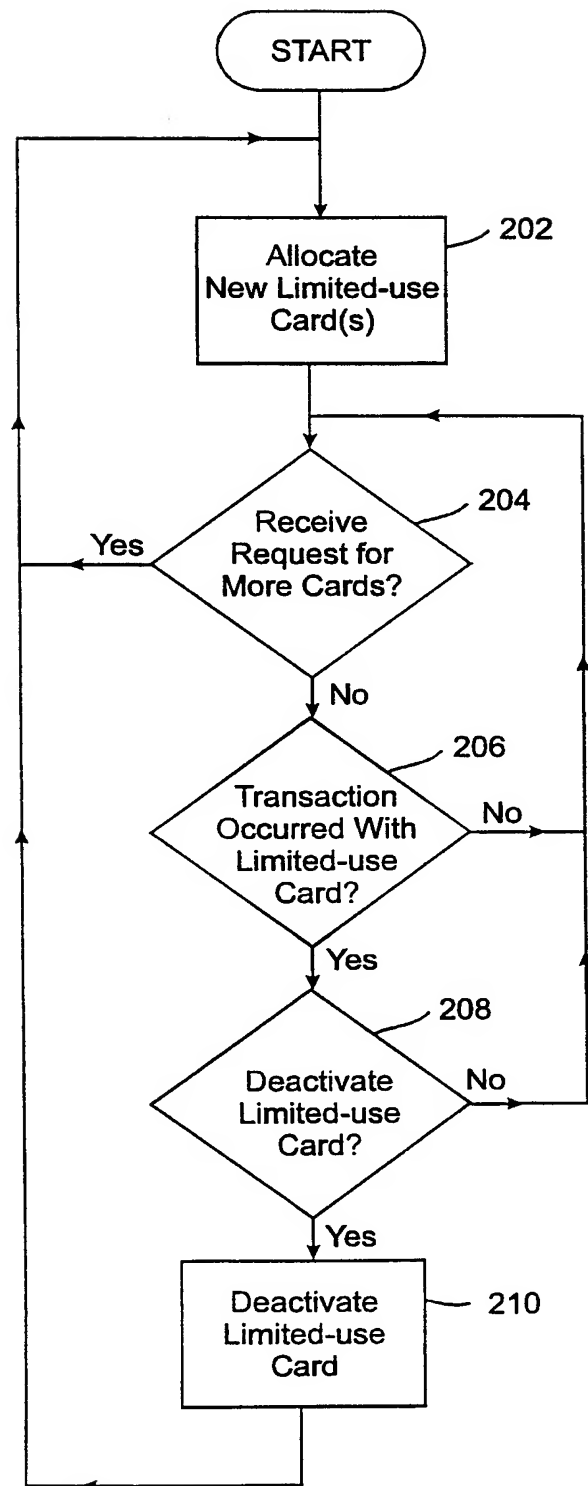 START
202
Allocate
New Limited-use
Card(s)
204
Receive
Request for
More Cards?
Yes
No
206
Transaction
Occurred With
Limited-use
Card?
No
Yes
208
Deactivate
Limited-use
Card?
No
Yes
210
Deactivate
Limited-use
Card